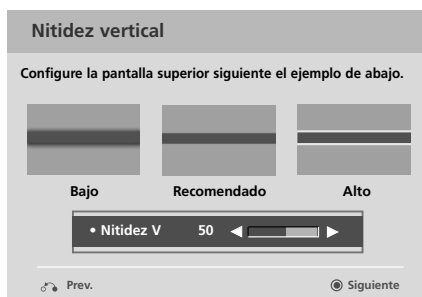 Nitidez vertical
Configure la pantalla superior siguiente el ejemplo de abajo.
Bajo Recomendado Alto
• Nitidez V 50
Prev. Siguiente